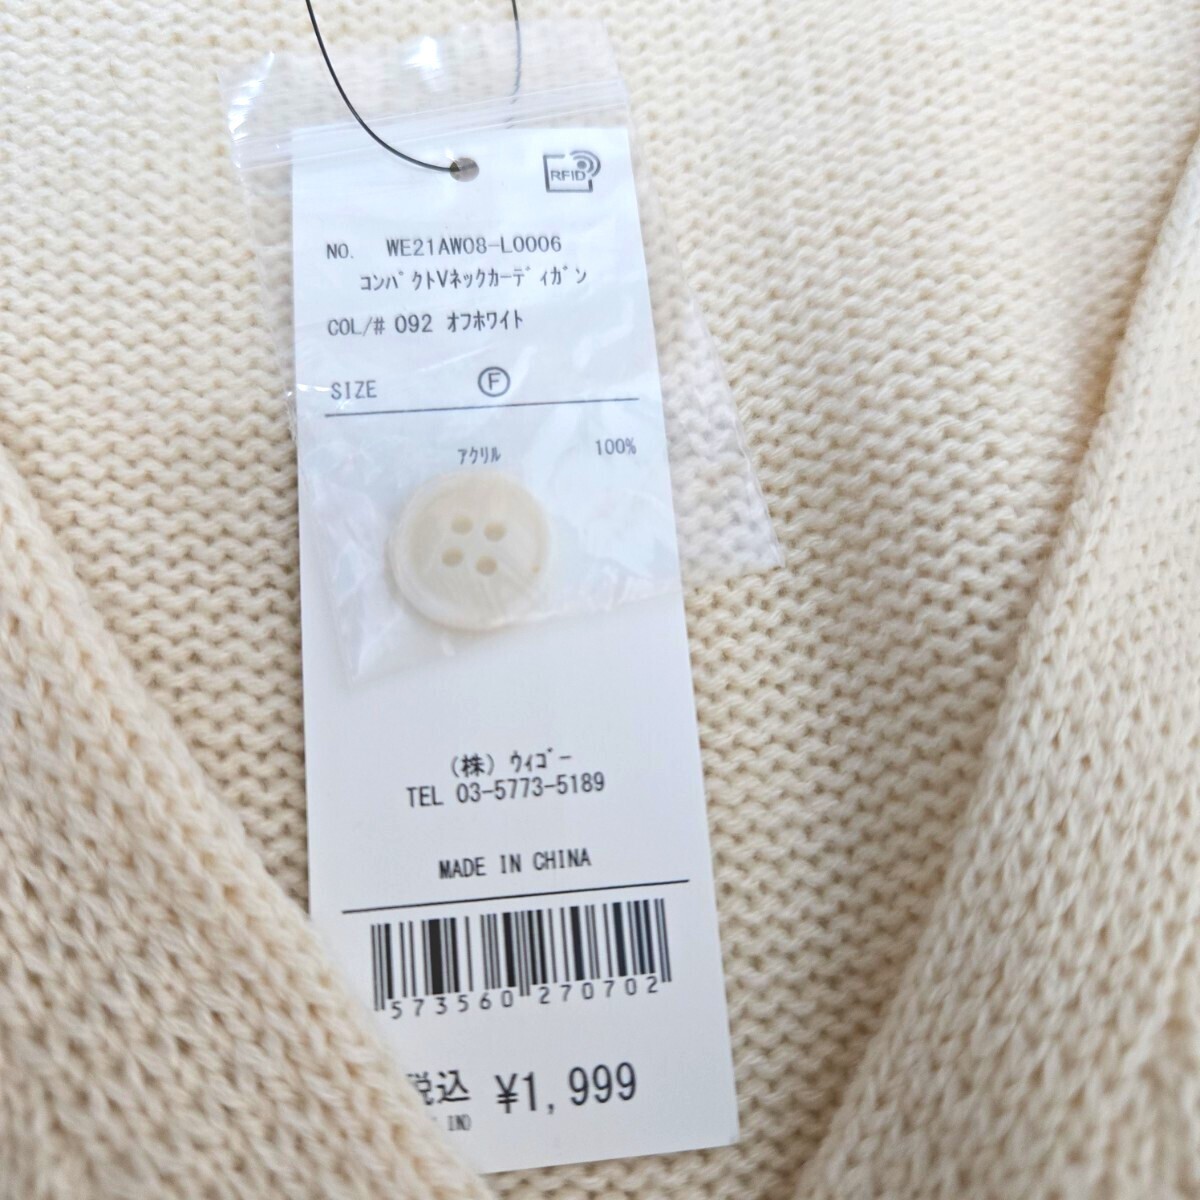 RFID
NO. WE21AW08-L0006
ｺﾝﾊﾟｸﾄVﾈｯｸｶｰﾃﾞｨｶﾞﾝ
COL/# 092 ｵﾌﾎﾜｲﾄ
SIZE Ⓕ
ｱｸﾘﾙ 100%
(株) ｳｨｺﾞｰ
TEL 03-5773-5189
MADE IN CHINA
573560 270702
税込 ¥1,999